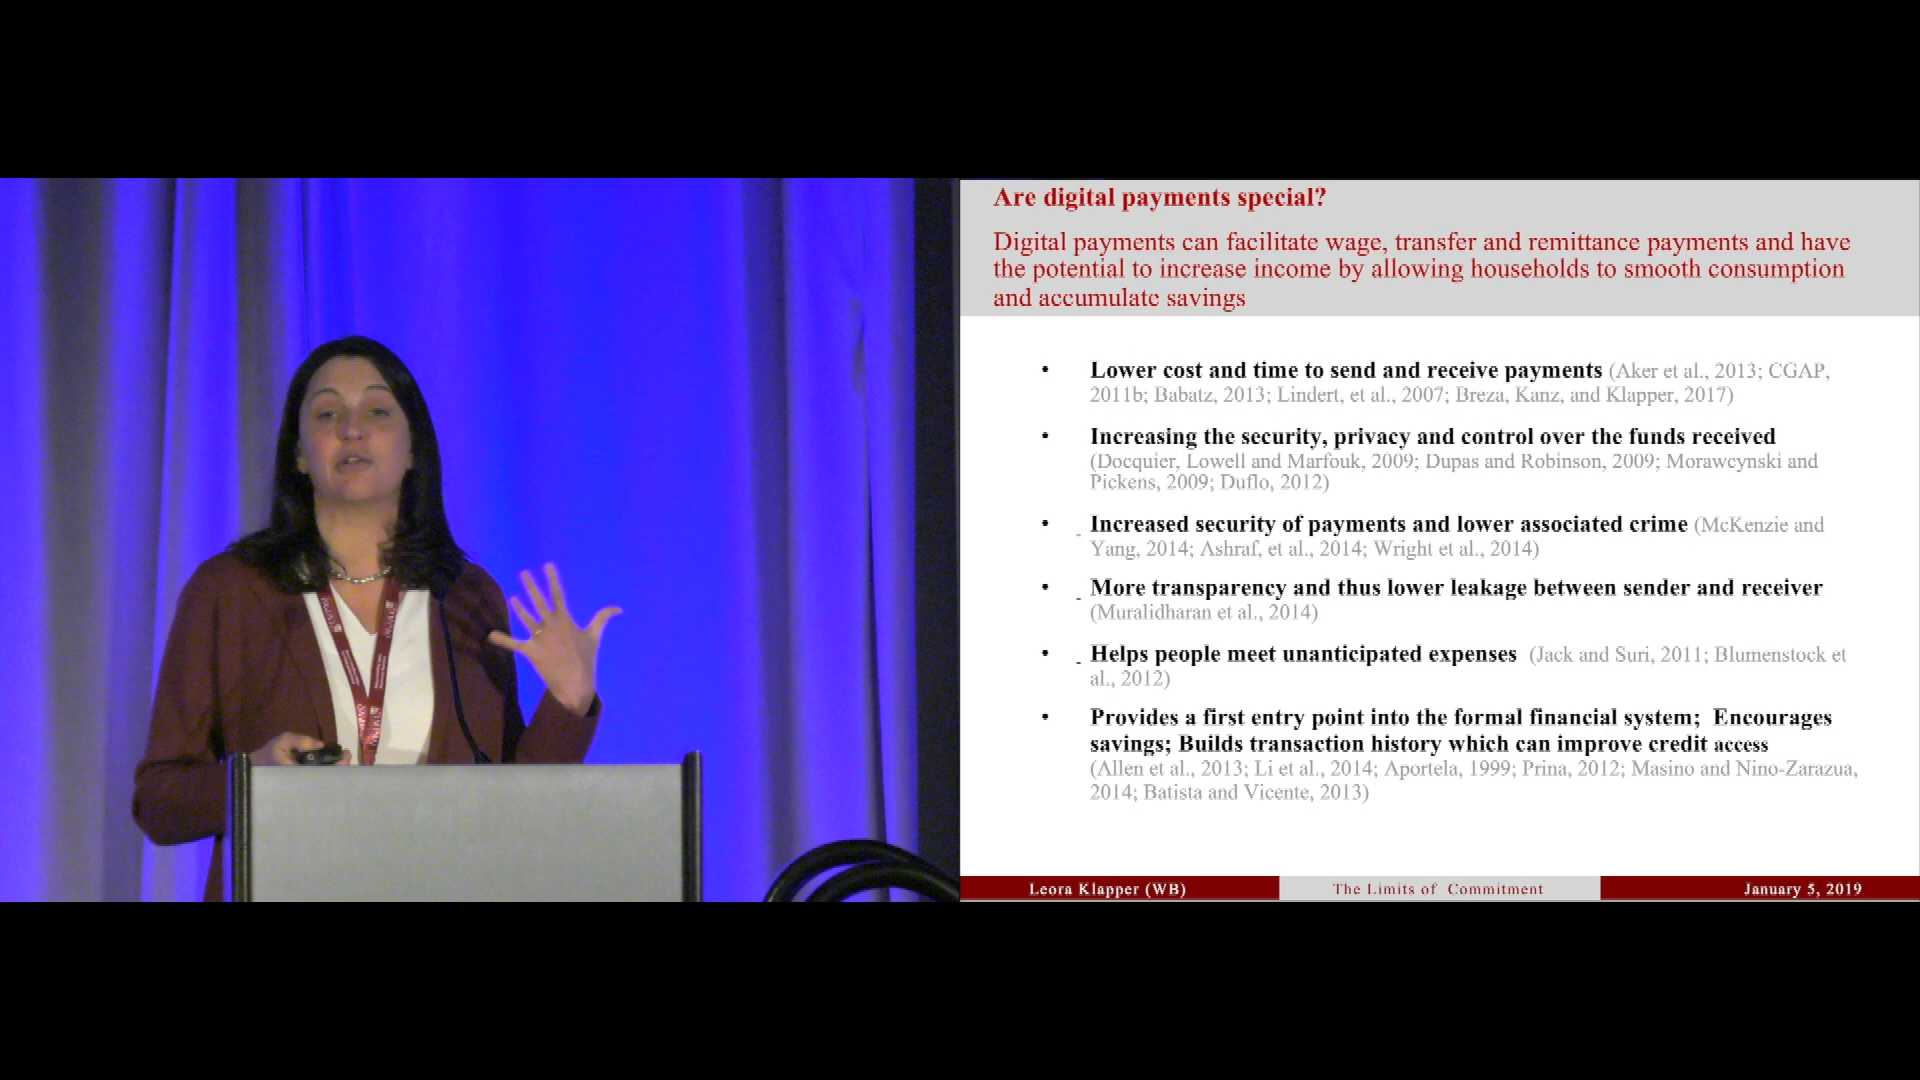 Are digital payments special?
Digital payments can facilitate wage, transfer and remittance payments and have
the potential to increase income by allowing households to smooth consumption
and accumulate savings
• Lower cost and time to send and receive payments (Aker et al., 2013; CGAP,
2011b; Babatz, 2013; Lindert, et al., 2007; Breza, Kanz, and Klapper, 2017)
• Increasing the security, privacy and control over the funds received
(Docquier, Lowell and Marfouk, 2009; Dupas and Robinson, 2009; Morawcynski and
Pickens, 2009; Duflo, 2012)
• Increased security of payments and lower associated crime (McKenzie and
Yang, 2014; Ashraf, et al., 2014; Wright et al., 2014)
• More transparency and thus lower leakage between sender and receiver
(Muralidharan et al., 2014)
• Helps people meet unanticipated expenses (Jack and Suri, 2011; Blumenstock et
al., 2012)
• Provides a first entry point into the formal financial system; Encourages
savings; Builds transaction history which can improve credit access
(Allen et al., 2013; Li et al., 2014; Aportela, 1999; Prina, 2012; Masino and Nino-Zarazua,
2014; Batista and Vicente, 2013)
Leora Klapper (WB) The Limits of Commitment January 5, 2019